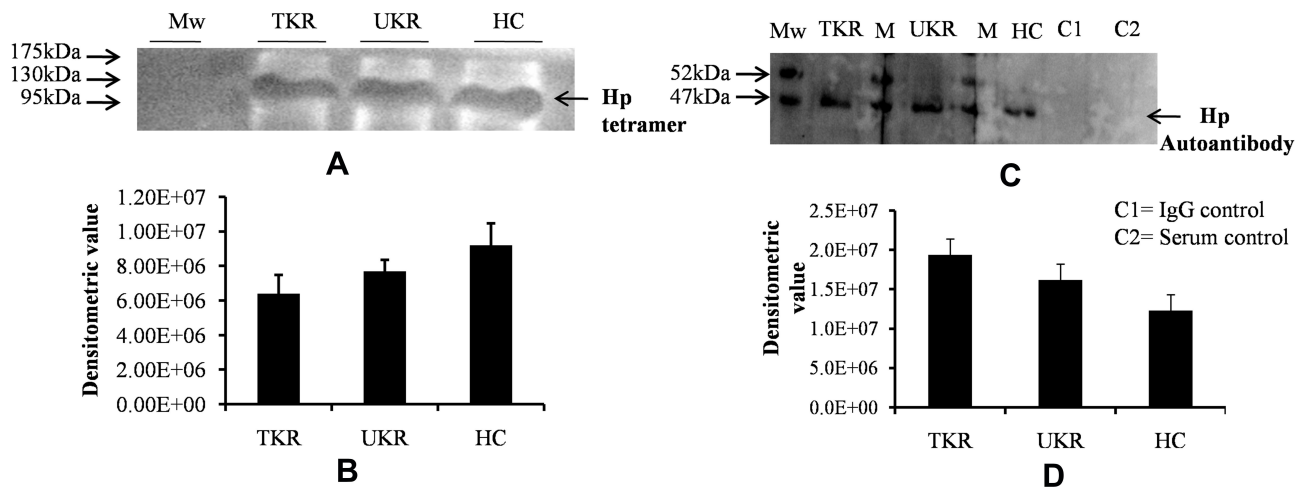 Mw TKR UKR HC
175kDa
130kDa
95kDa
Hp
tetramer
A
Densitometric value
1.20E+07
1.00E+07
8.00E+06
6.00E+06
4.00E+06
2.00E+06
0.00E+00
TKR UKR HC
B
Mw TKR M UKR M HC C1 C2
52kDa
47kDa
Hp
Autoantibody
C
C1= IgG control
C2= Serum control
Densitometric
value
2.5E+07
2.0E+07
1.5E+07
1.0E+07
5.0E+06
0.0E+00
TKR UKR HC
D